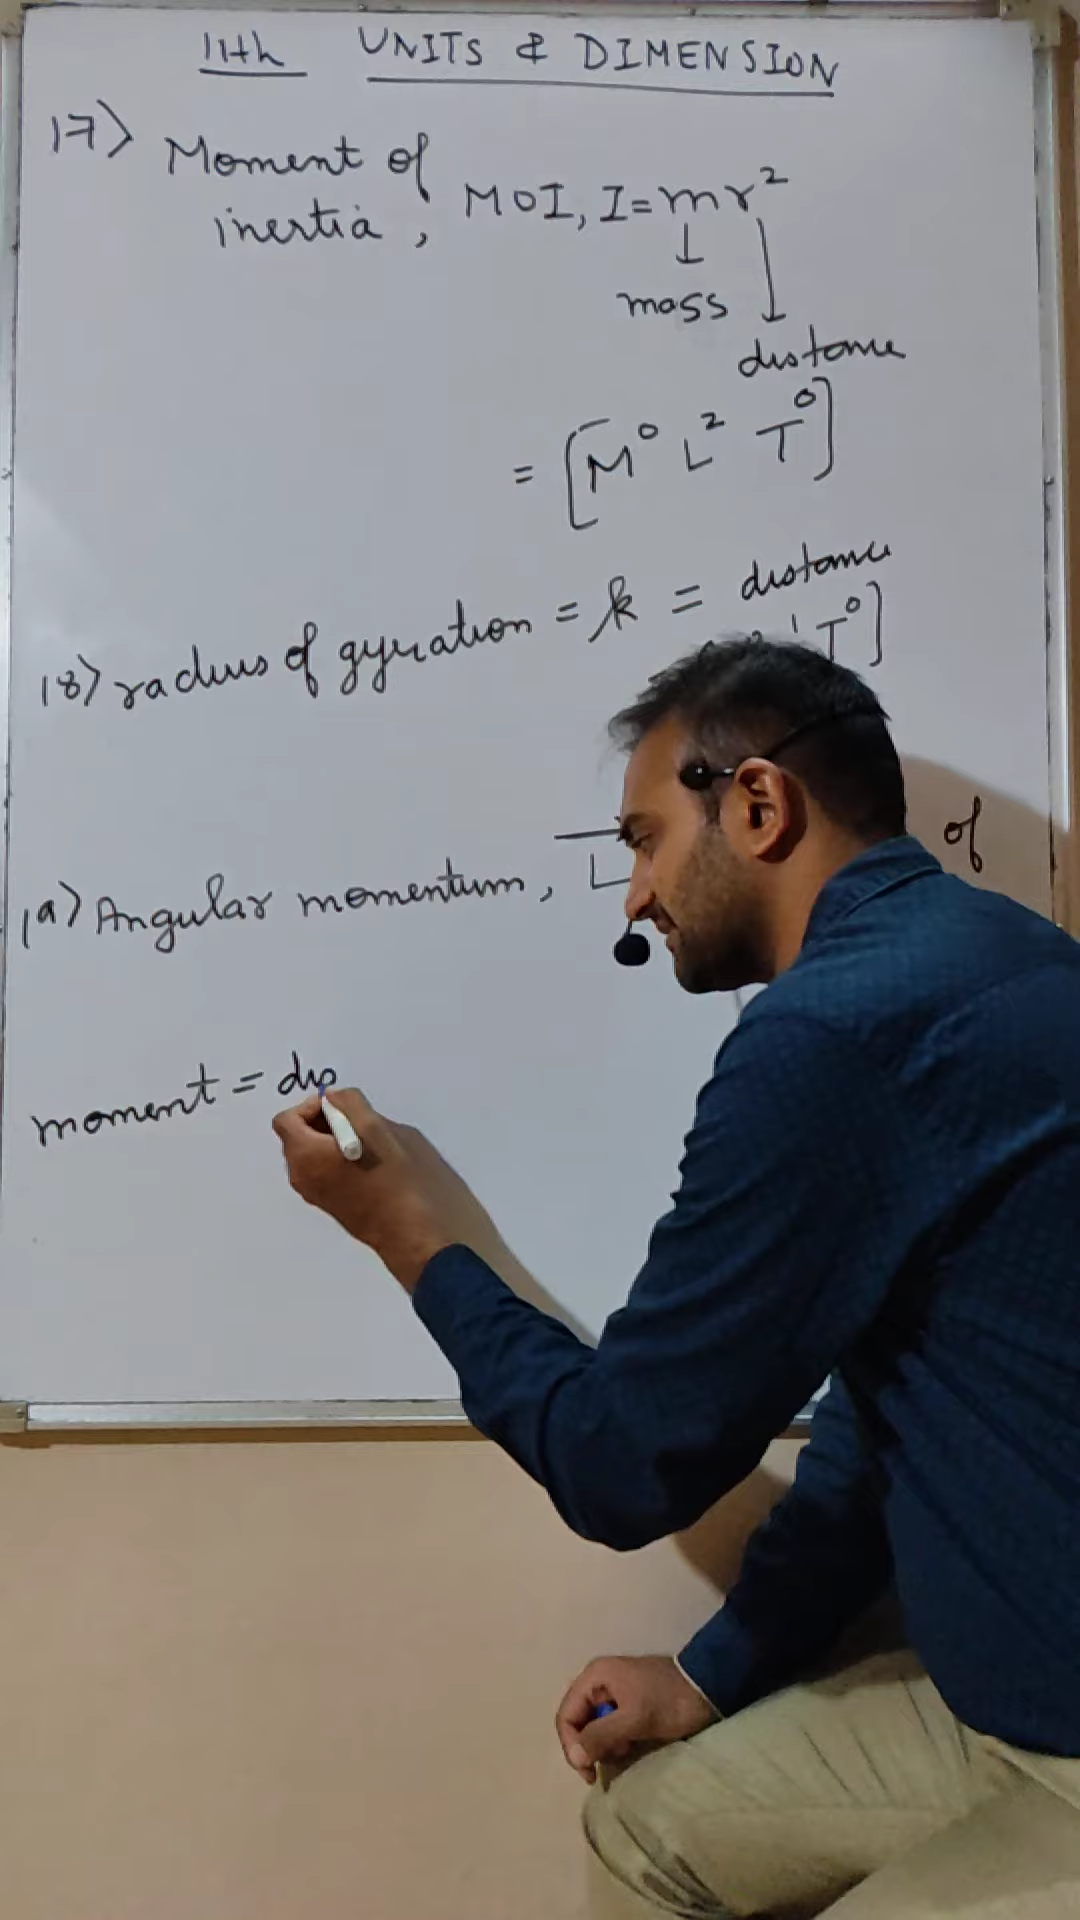 11th UNITS & DIMENSION
17) Moment of
inertia, MOI, I = mr²
mass
distance
= [M⁰ L² T⁰]
18) radius of gyration = k = distance
T⁰]
19) Angular momentum, L of
moment = dis